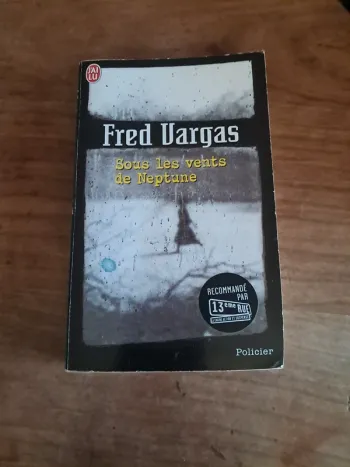 J'AI
LU
Fred Vargas
Sous les vents
de Neptune
RECOMMANDÉ
PAR
13ème RUE
Policier